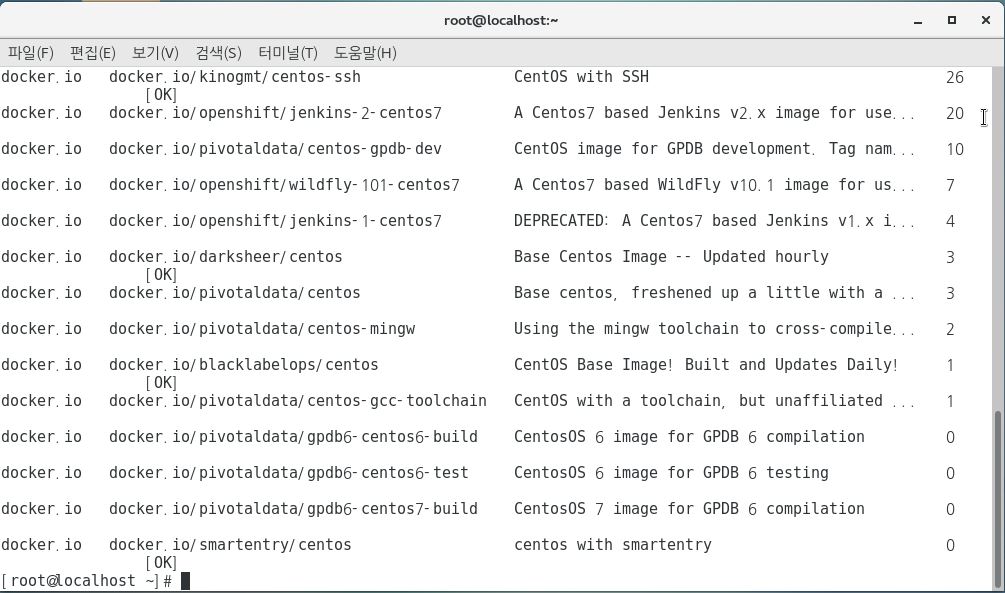 root@localhost:~
파일(F) 편집(E) 보기(V) 검색(S) 터미널(T) 도움말(H)
docker.io docker.io/kinogmt/centos-ssh CentOS with SSH 26
[OK]
docker.io docker.io/openshift/jenkins-2-centos7 A Centos7 based Jenkins v2.x image for use... 20
docker.io docker.io/pivotaldata/centos-gpdb-dev CentOS image for GPDB development. Tag nam... 10
docker.io docker.io/openshift/wildfly-101-centos7 A Centos7 based WildFly v10.1 image for us... 7
docker.io docker.io/openshift/jenkins-1-centos7 DEPRECATED: A Centos7 based Jenkins v1.x i... 4
docker.io docker.io/darksheer/centos Base Centos Image -- Updated hourly 3
[OK]
docker.io docker.io/pivotaldata/centos Base centos, freshened up a little with a ... 3
docker.io docker.io/pivotaldata/centos-mingw Using the mingw toolchain to cross-compile... 2
docker.io docker.io/blacklabelops/centos CentOS Base Image! Built and Updates Daily! 1
[OK]
docker.io docker.io/pivotaldata/centos-gcc-toolchain CentOS with a toolchain, but unaffiliated ... 1
docker.io docker.io/pivotaldata/gpdb6-centos6-build CentosOS 6 image for GPDB 6 compilation 0
docker.io docker.io/pivotaldata/gpdb6-centos6-test CentosOS 6 image for GPDB 6 testing 0
docker.io docker.io/pivotaldata/gpdb6-centos7-build CentosOS 7 image for GPDB 6 compilation 0
docker.io docker.io/smartentry/centos centos with smartentry 0
[OK]
[root@localhost ~]#